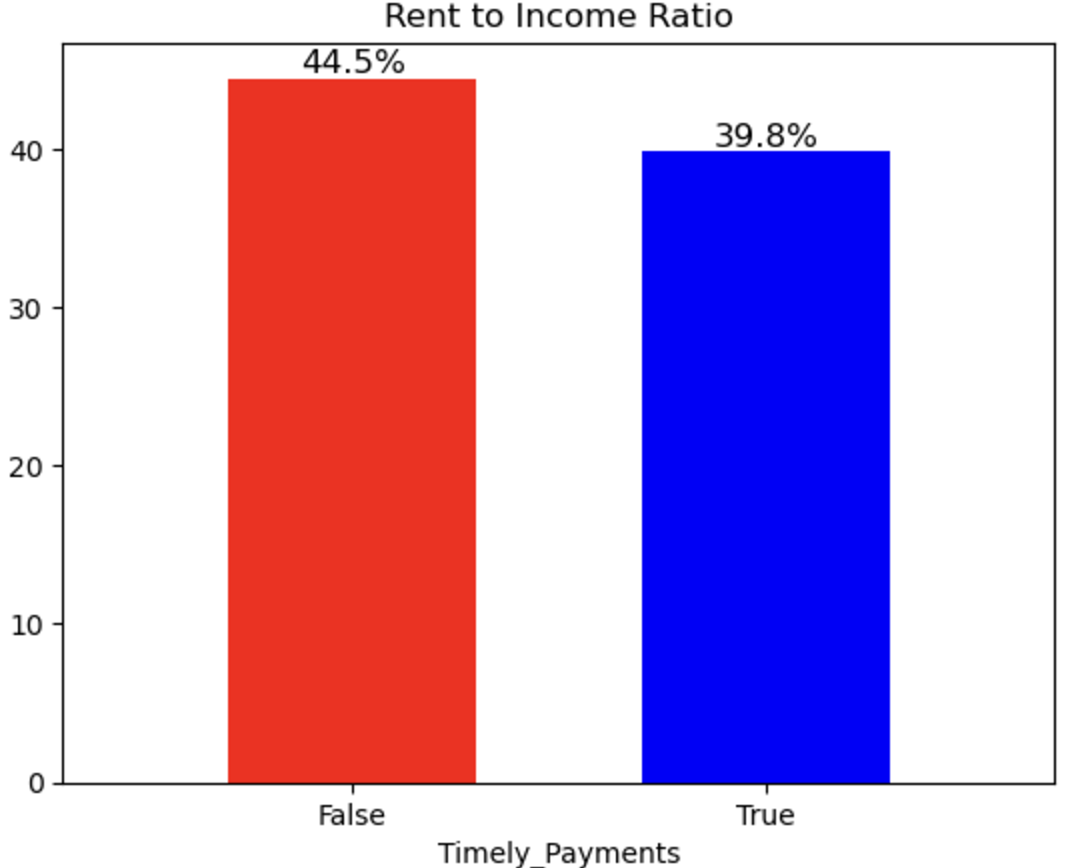 Rent to Income Ratio
44.5%
39.8%
40
30
20
10
0
False True
Timely_Payments